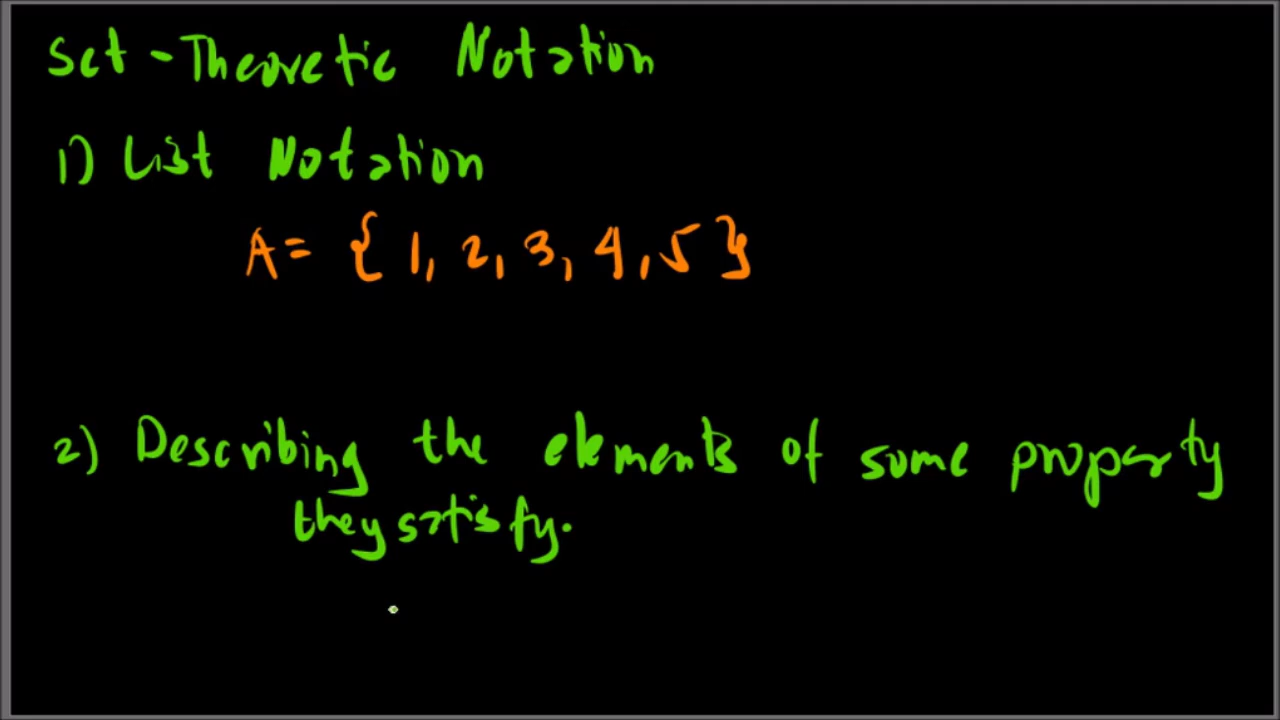 Set-Theoretic Notation
1) List Notation
A= { 1, 2, 3, 4, 5 }
2) Describing the elements of some property
they satisfy.